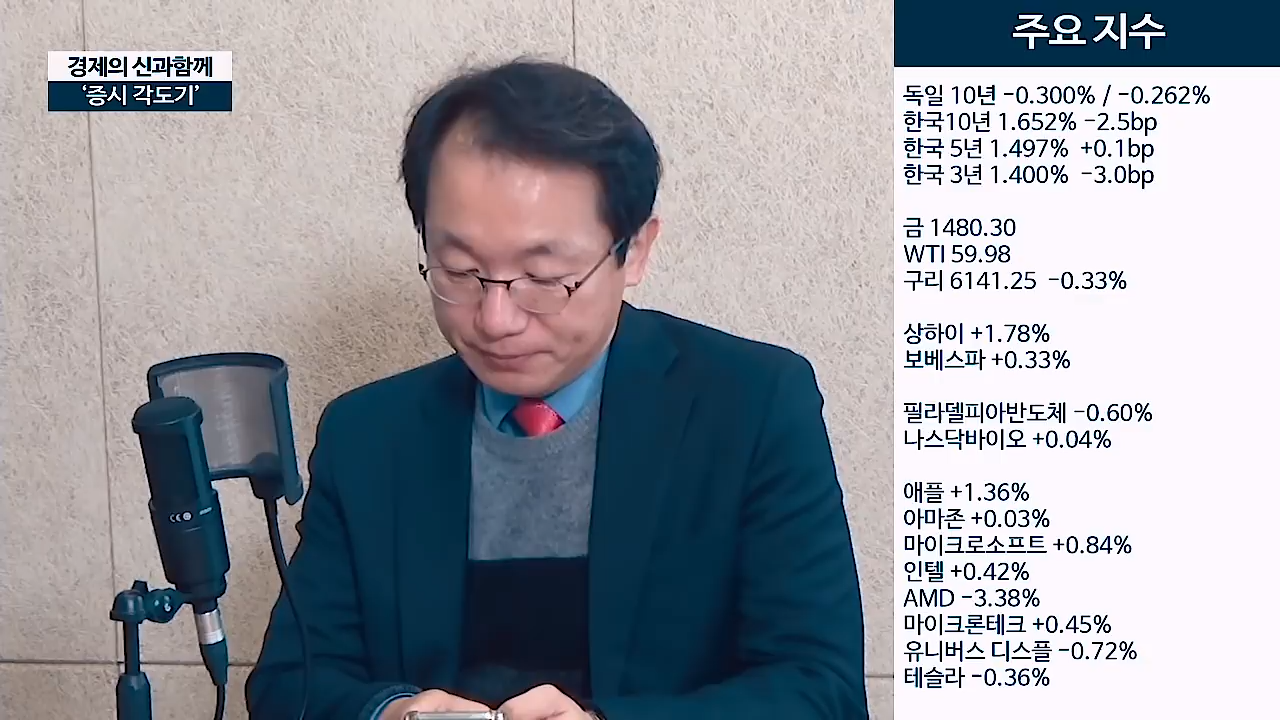 경제의 신과함께
‘증시 각도기’
주요 지수
독일 10년 -0.300% / -0.262%
한국10년 1.652% -2.5bp
한국 5년 1.497% +0.1bp
한국 3년 1.400% -3.0bp
금 1480.30
WTI 59.98
구리 6141.25 -0.33%
상하이 +1.78%
보베스파 +0.33%
필라델피아반도체 -0.60%
나스닥바이오 +0.04%
애플 +1.36%
아마존 +0.03%
마이크로소프트 +0.84%
인텔 +0.42%
AMD -3.38%
마이크론테크 +0.45%
유니버스 디스플 -0.72%
테슬라 -0.36%
CE